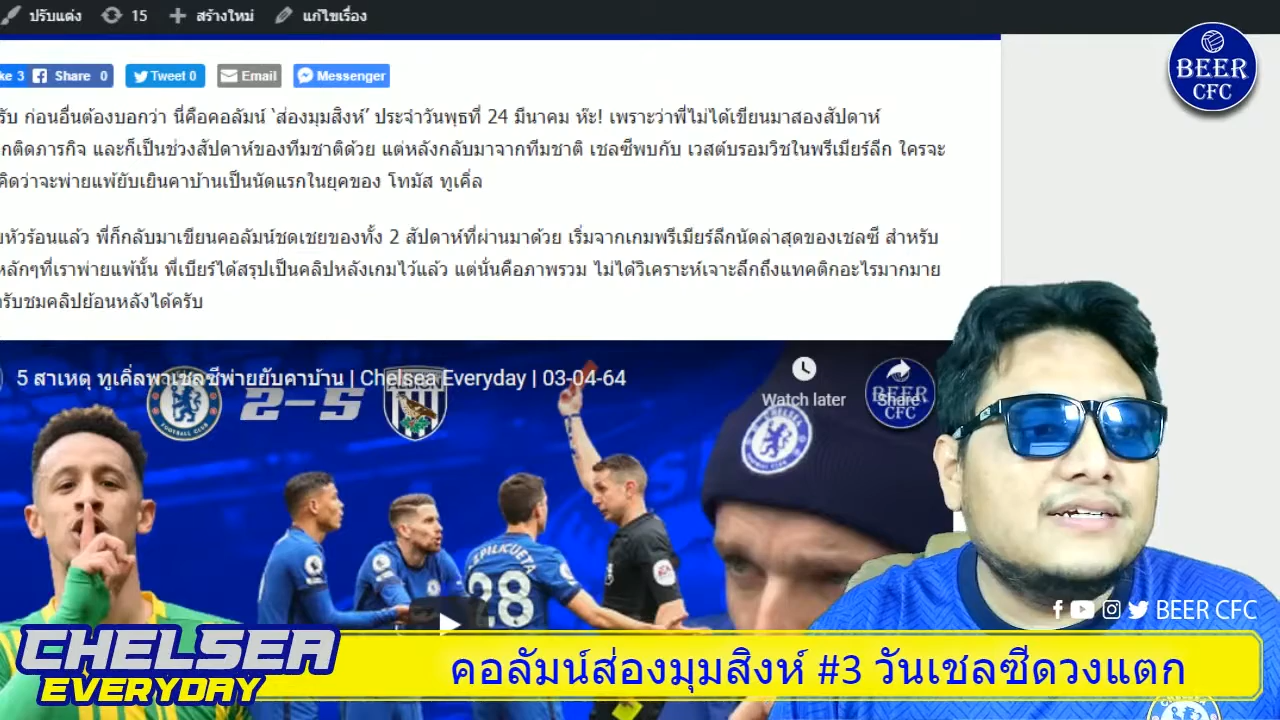 ปรับแต่ง 15 สร้างใหม่ แก้ไขเรื่อง
BEER
CFC
ke 3 Share 0 Tweet 0 Email Messenger
รับ ก่อนอื่นต้องบอกว่า นี่คือคอลัมน์ 'ส่องมุมสิงห์' ประจำวันพุธที่ 24 มีนาคม ห๊ะ! เพราะว่าพี่ไม่ได้เขียนมาสองสัปดาห์
กติดภารกิจ และก็เป็นช่วงสัปดาห์ของทีมชาติด้วย แต่หลังกลับมาจากทีมชาติ เชลซีพบกับ เวสต์บรอมวิชในพรีเมียร์ลีก ใครจะ
คิดว่าจะพ่ายแพ้ยับเยินคาบ้านเป็นนัดแรกในยุคของ โทมัส ทูเคิ่ล
หัวร้อนแล้ว พี่ก็กลับมาเขียนคอลัมน์ชดเชยของทั้ง 2 สัปดาห์ที่ผ่านมาด้วย เริ่มจากเกมพรีเมียร์ลีกนัดล่าสุดของเชลซี สำหรับ
หลักๆที่เราพ่ายแพ้นั้น พี่เบียร์ได้สรุปเป็นคลิปหลังเกมไว้แล้ว แต่นั่นคือภาพรวม ไม่ได้วิเคราะห์เจาะลึกถึงแทคติกอะไรมากมาย
รับชมคลิปย้อนหลังได้ครับ
5 สาเหตุ ทูเคิ่ลพาเชลซีพ่ายยับคาบ้าน | Chelsea Everyday | 03-04-64
2-5
Watch later
Share
BEER
CFC
AZPILICUETA
28
BEER CFC
CHELSEA
EVERYDAY
คอลัมน์ส่องมุมสิงห์ #3 วันเชลซีดวงแตก